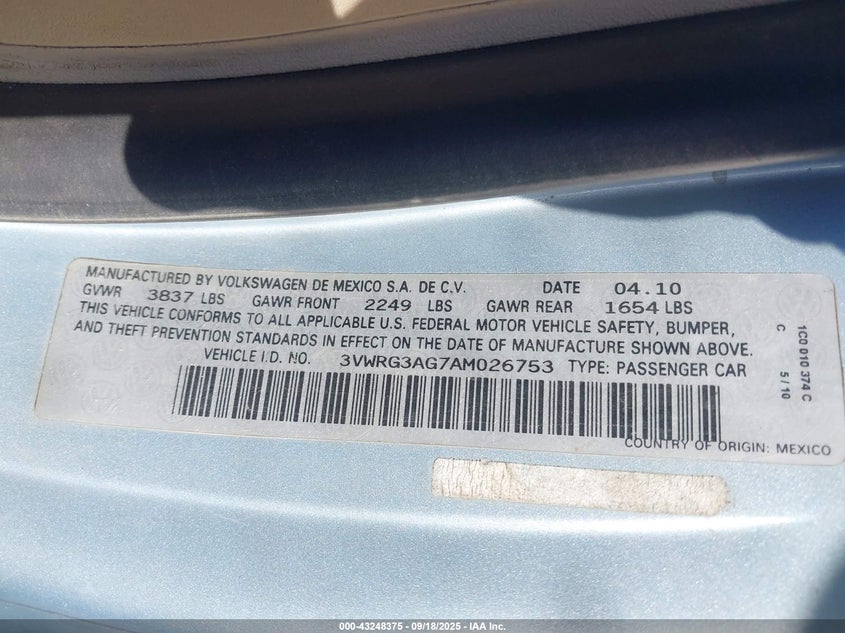 MANUFACTURED BY VOLKSWAGEN DE MEXICO S.A. DE C.V. DATE 04.10
GVWR 3837 LBS GAWR FRONT 2249 LBS GAWR REAR 1654 LBS
THIS VEHICLE CONFORMS TO ALL APPLICABLE U.S. FEDERAL MOTOR VEHICLE SAFETY, BUMPER,
AND THEFT PREVENTION STANDARDS IN EFFECT ON THE DATE OF MANUFACTURE SHOWN ABOVE.
VEHICLE I.D. NO. 3VWRG3AG7AM026753 TYPE: PASSENGER CAR
COUNTRY OF ORIGIN: MEXICO
1C0 010 374 C
C 5/10
000-43248375 - 09/18/2025 - IAA Inc.